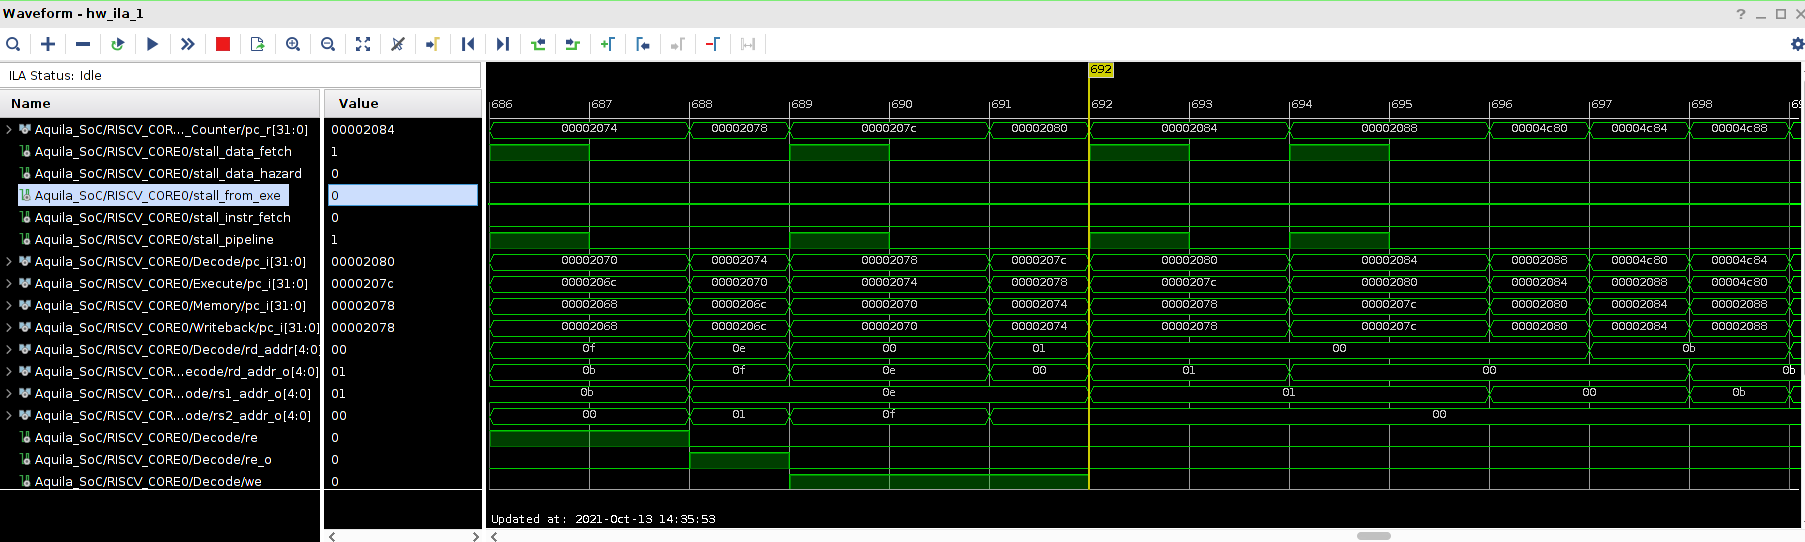 Waveform - hw_ila_1
ILA Status: Idle
Name Value
692
686 687 688 689 690 691 692 693 694 695 696 697 698
Aquila_SoC/RISCV_COR..._Counter/pc_r[31:0] 00002084 00002074 00002078 0000207c 00002080 00002084 00002088 00004c80 00004c84 00004c88
Aquila_SoC/RISCV_CORE0/stall_data_fetch 1
Aquila_SoC/RISCV_CORE0/stall_data_hazard 0
Aquila_SoC/RISCV_CORE0/stall_from_exe 0
Aquila_SoC/RISCV_CORE0/stall_instr_fetch 0
Aquila_SoC/RISCV_CORE0/stall_pipeline 1
Aquila_SoC/RISCV_CORE0/Decode/pc_i[31:0] 00002080 00002070 00002074 00002078 0000207c 00002080 00002084 00002088 00004c80 00004c84
Aquila_SoC/RISCV_CORE0/Execute/pc_i[31:0] 0000207c 0000206c 00002070 00002074 00002078 0000207c 00002080 00002084 00002088 00004c80
Aquila_SoC/RISCV_CORE0/Memory/pc_i[31:0] 00002078 00002068 0000206c 00002070 00002074 00002078 0000207c 00002080 00002084 00002088
Aquila_SoC/RISCV_CORE0/Writeback/pc_i[31:0] 00002078 00002068 0000206c 00002070 00002074 00002078 0000207c 00002080 00002084 00002088
Aquila_SoC/RISCV_CORE0/Decode/rd_addr[4:0] 00 0f 0e 00 01 00 0b
Aquila_SoC/RISCV_COR...ecode/rd_addr_o[4:0] 01 0b 0f 0e 00 01 00 0b
Aquila_SoC/RISCV_COR...ode/rs1_addr_o[4:0] 01 0b 0e 01 00 0b
Aquila_SoC/RISCV_COR...ode/rs2_addr_o[4:0] 00 00 01 0f 00
Aquila_SoC/RISCV_CORE0/Decode/re 0
Aquila_SoC/RISCV_CORE0/Decode/re_o 0
Aquila_SoC/RISCV_CORE0/Decode/we 0
Updated at: 2021-Oct-13 14:35:53